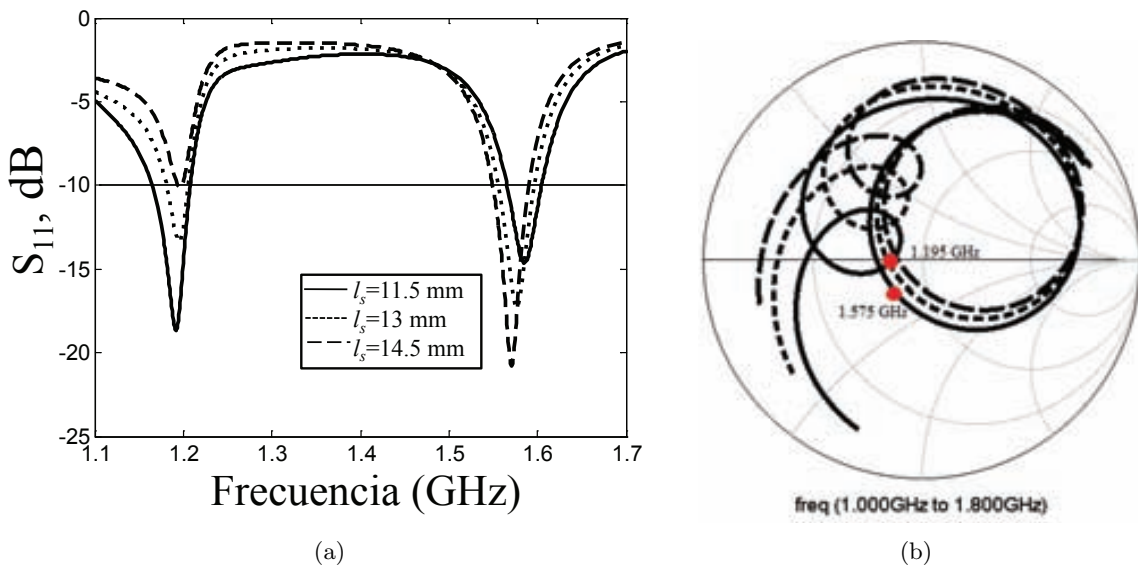 0
-5
-10
-15
-20
-25
S11, dB
1.1 1.2 1.3 1.4 1.5 1.6 1.7
Frecuencia (GHz)
ls=11.5 mm
ls=13 mm
ls=14.5 mm
(a)
1.195 GHz
1.575 GHz
freq (1.000GHz to 1.800GHz)
(b)